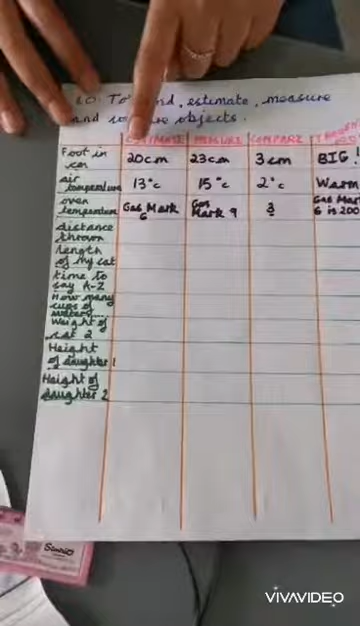 LO: To find, estimate, measure
and compare objects.
ESTIMATE MEASURE COMPARE
Foot in cm 20cm 23cm 3cm BIG!
air temperature 13°c 15°c 2°c Warm
oven temperature Gas Mark 6 Gas Mark 9 3 Gas Mark 6 is 200
distance thrown
length of my cat
time to say A-Z
How many cups of water...
Weight of cat 2
Height of daughter 1
Height of daughter 2
Sanrio
VIVAVIDEO